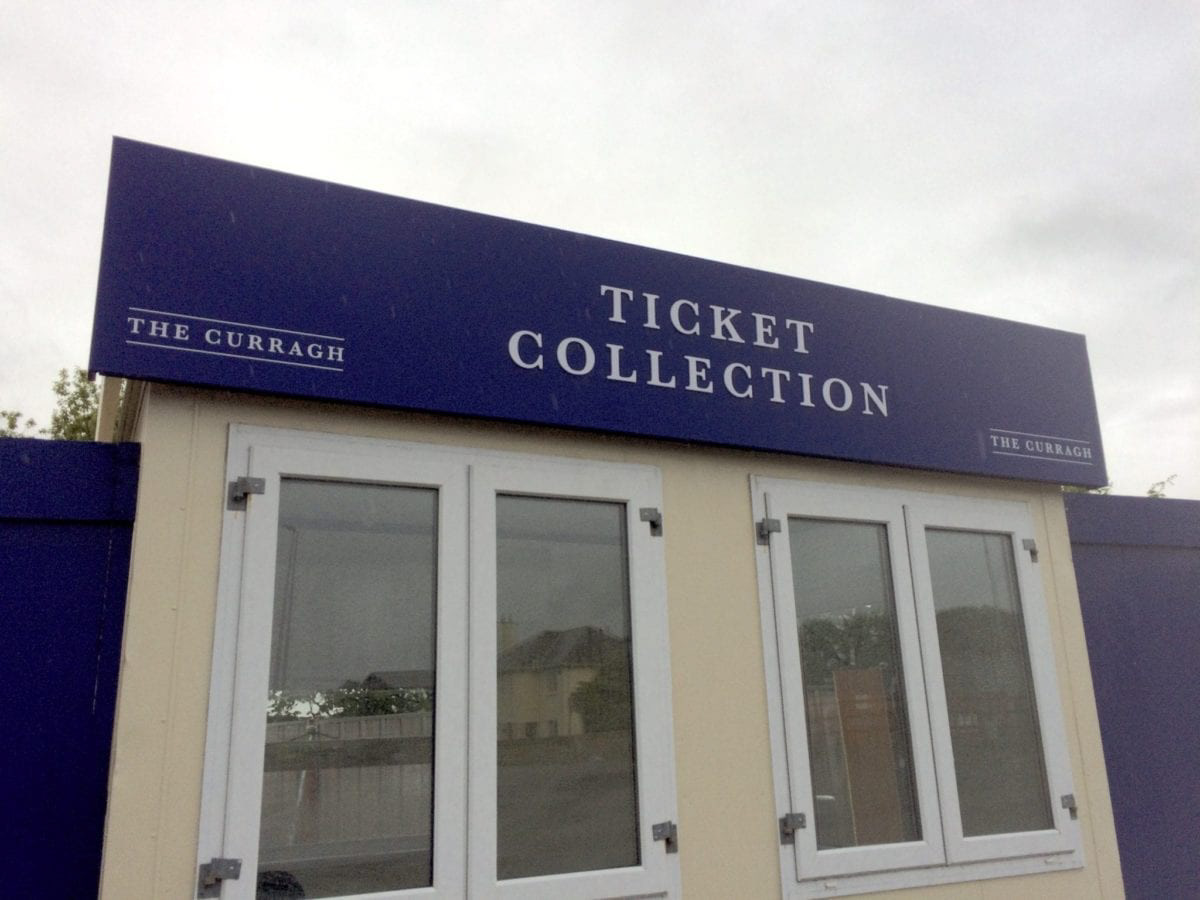 THE CURRAGH
TICKET
COLLECTION
THE CURRAGH